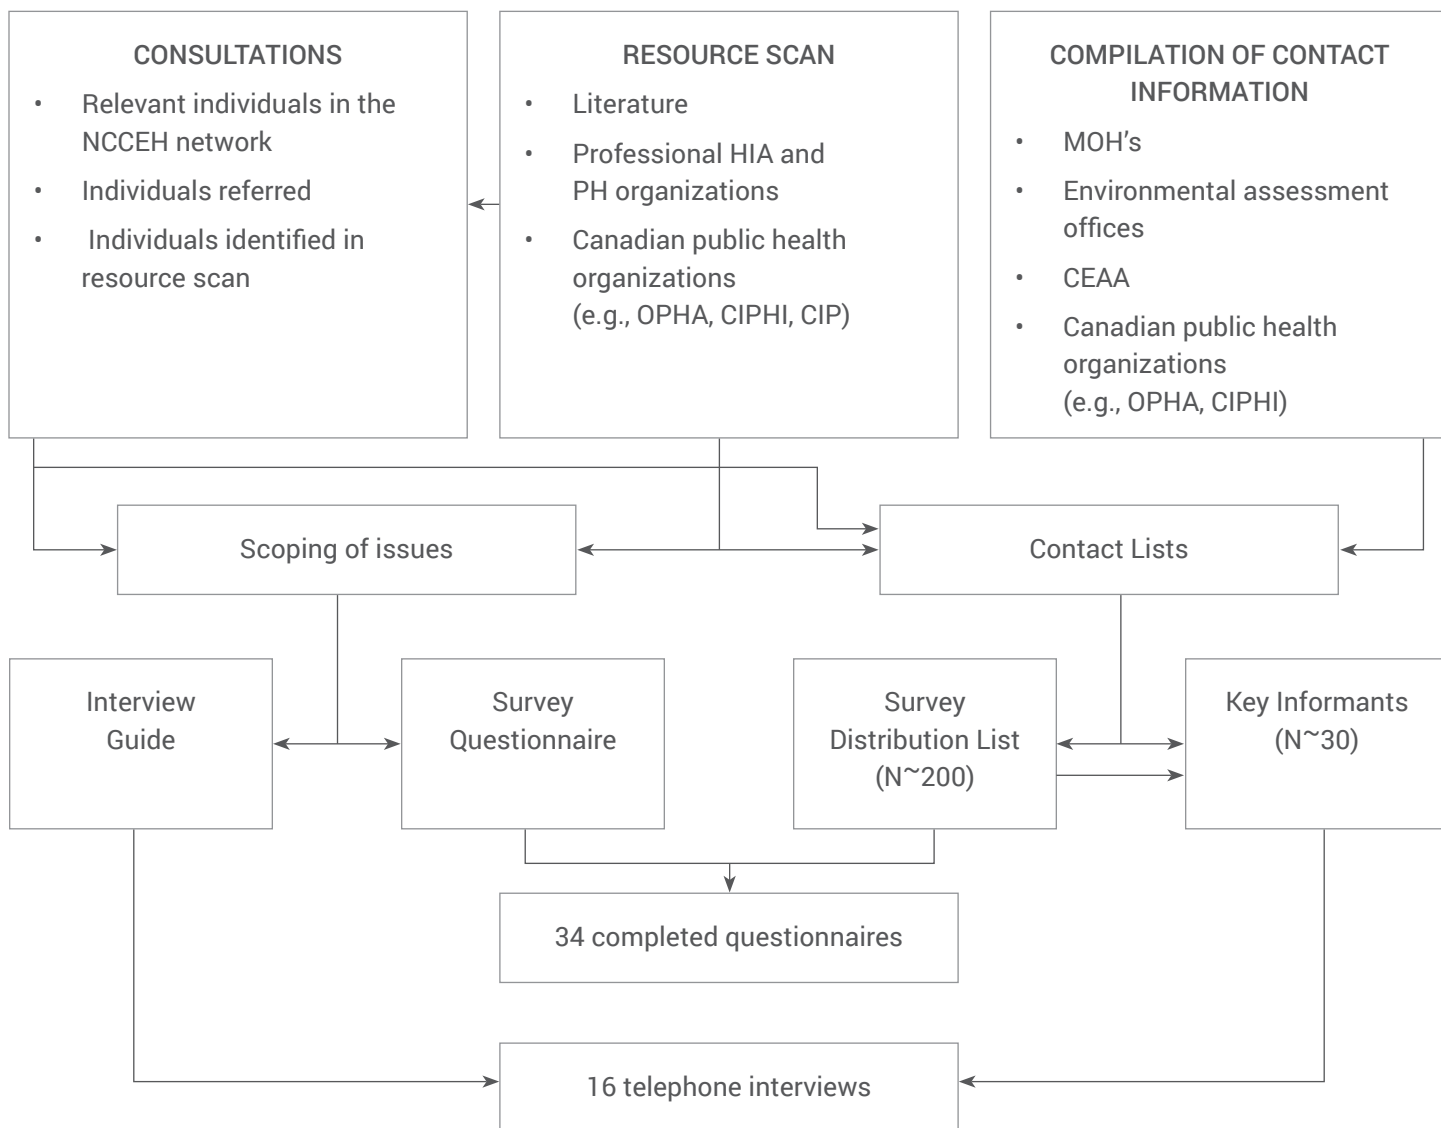 CONSULTATIONS
• Relevant individuals in the
NCCEH network
• Individuals referred
• Individuals identified in
resource scan
RESOURCE SCAN
• Literature
• Professional HIA and
PH organizations
• Canadian public health
organizations
(e.g., OPHA, CIPHI, CIP)
COMPILATION OF CONTACT
INFORMATION
• MOH's
• Environmental assessment
offices
• CEAA
• Canadian public health
organizations
(e.g., OPHA, CIPHI)
Scoping of issues
Contact Lists
Interview
Guide
Survey
Questionnaire
Survey
Distribution List
(N~200)
Key Informants
(N~30)
34 completed questionnaires
16 telephone interviews